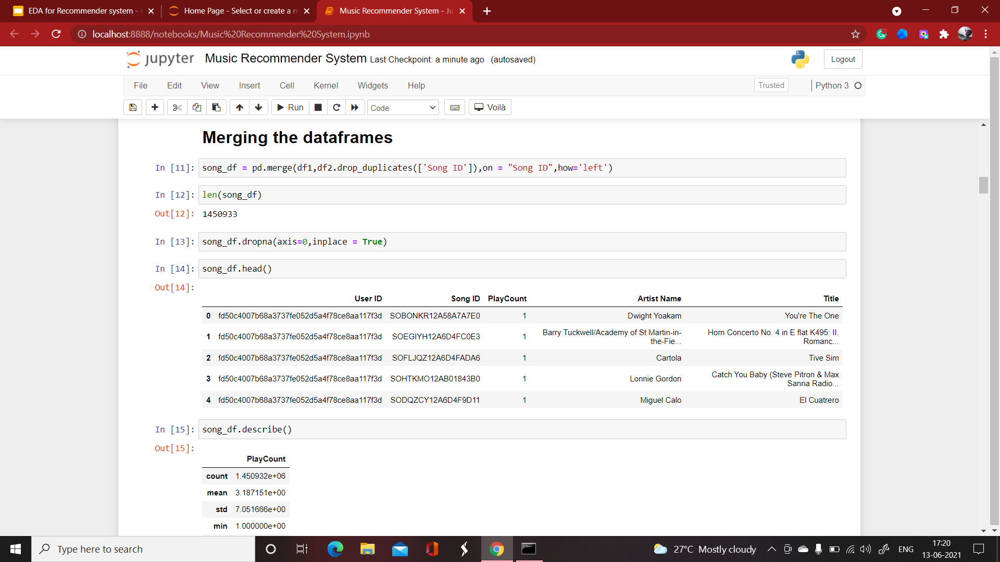 EDA for Recommender system -
Home Page - Select or create a n
Music Recommender System - Ju
localhost:8888/notebooks/Music%20Recommender%20System.ipynb
jupyter Music Recommender System Last Checkpoint: a minute ago (autosaved)
Logout
File Edit View Insert Cell Kernel Widgets Help
Trusted
Python 3
Run
Code
Voilà
Merging the dataframes
In [11]: song_df = pd.merge(df1,df2.drop_duplicates(['Song ID']),on = "Song ID",how='left')
In [12]: len(song_df)
Out[12]: 1450933
In [13]: song_df.dropna(axis=0,inplace = True)
In [14]: song_df.head()
Out[14]:
User ID Song ID PlayCount Artist Name Title
0 fd50c4007b68a3737fe052d5a4f78ce8aa117f3d SOBONKR12A58A7A7E0 1 Dwight Yoakam You're The One
1 fd50c4007b68a3737fe052d5a4f78ce8aa117f3d SOEGIYH12A6D4FC0E3 1 Barry Tuckwell/Academy of St Martin-in- Horn Concerto No. 4 in E flat K495: II.
the-Fie... Romanc...
2 fd50c4007b68a3737fe052d5a4f78ce8aa117f3d SOFLJQZ12A6D4FADA6 1 Cartola Tive Sim
3 fd50c4007b68a3737fe052d5a4f78ce8aa117f3d SOHTKMO12AB01843B0 1 Lonnie Gordon Catch You Baby (Steve Pitron & Max
Sanna Radio...
4 fd50c4007b68a3737fe052d5a4f78ce8aa117f3d SODQZCY12A6D4F9D11 1 Miguel Calo El Cuatrero
In [15]: song_df.describe()
Out[15]:
PlayCount
count 1.450932e+06
mean 3.187151e+00
std 7.051666e+00
min 1.000000e+00
Type here to search
27°C Mostly cloudy
ENG
17:20
13-06-2021